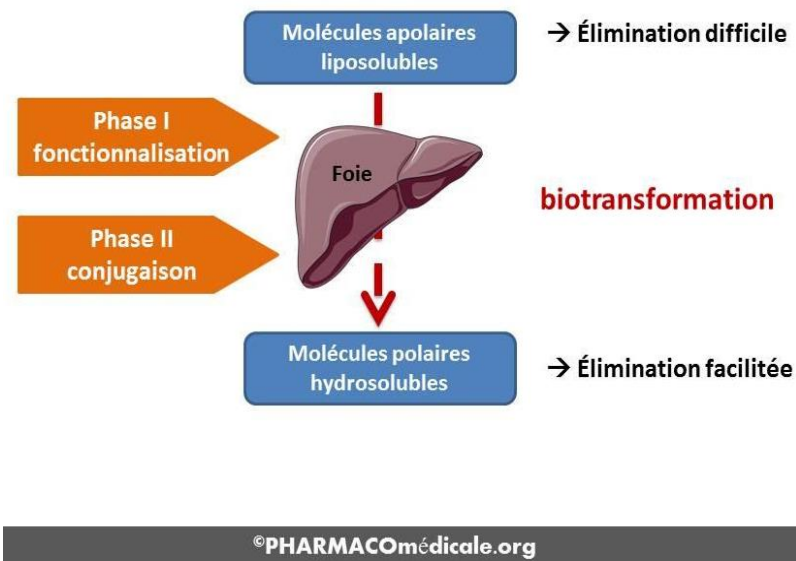 Molécules apolaires
liposolubles
→ Élimination difficile
Phase I
fonctionnalisation
Foie
biotransformation
Phase II
conjugaison
Molécules polaires
hydrosolubles
→ Élimination facilitée
©PHARMACOmédicale.org